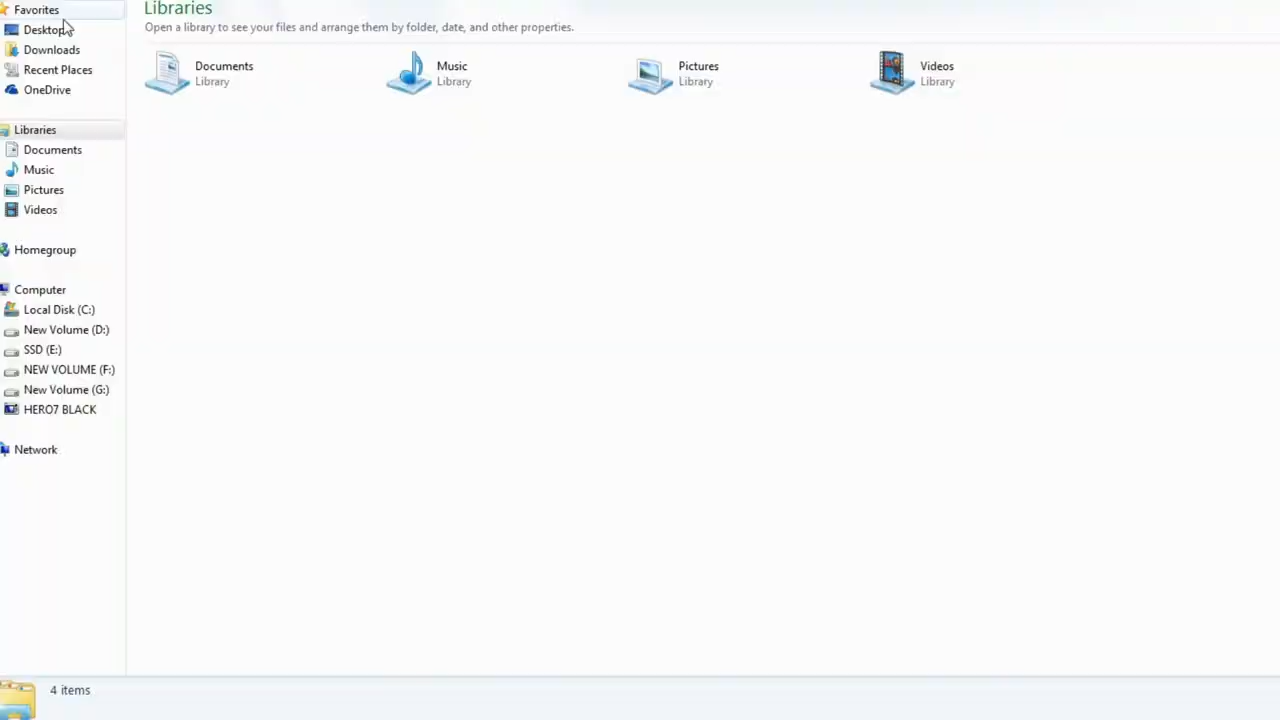 Favorites
Desktop
Downloads
Recent Places
OneDrive
Libraries
Documents
Music
Pictures
Videos
Homegroup
Computer
Local Disk (C:)
New Volume (D:)
SSD (E:)
NEW VOLUME (F:)
New Volume (G:)
HERO7 BLACK
Network
Libraries
Open a library to see your files and arrange them by folder, date, and other properties.
Documents
Library
Music
Library
Pictures
Library
Videos
Library
4 items